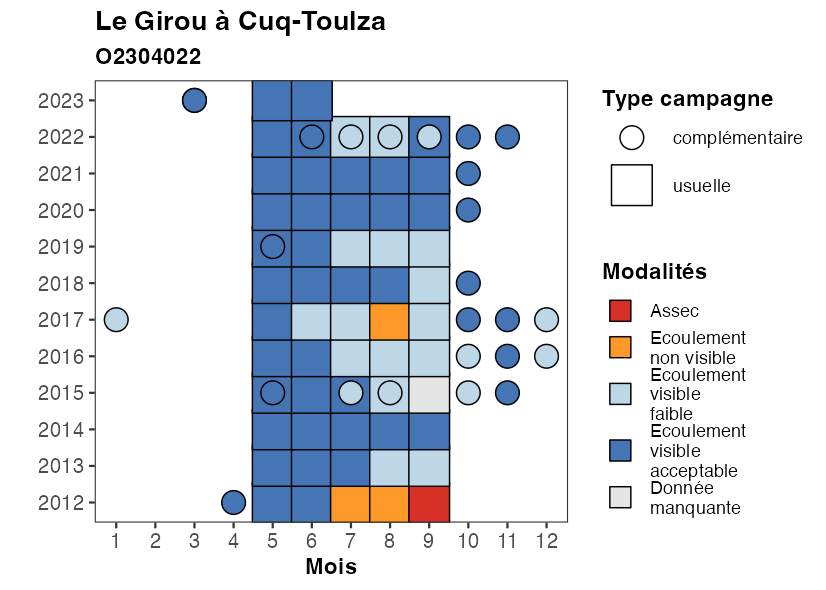 Le Girou à Cuq-Toulza
O2304022
2023
2022
2021
2020
2019
2018
2017
2016
2015
2014
2013
2012
1 2 3 4 5 6 7 8 9 10 11 12
Mois
Type campagne
complémentaire
usuelle
Modalités
Assec
Ecoulement
non visible
Ecoulement
visible
faible
Ecoulement
visible
acceptable
Donnée
manquante